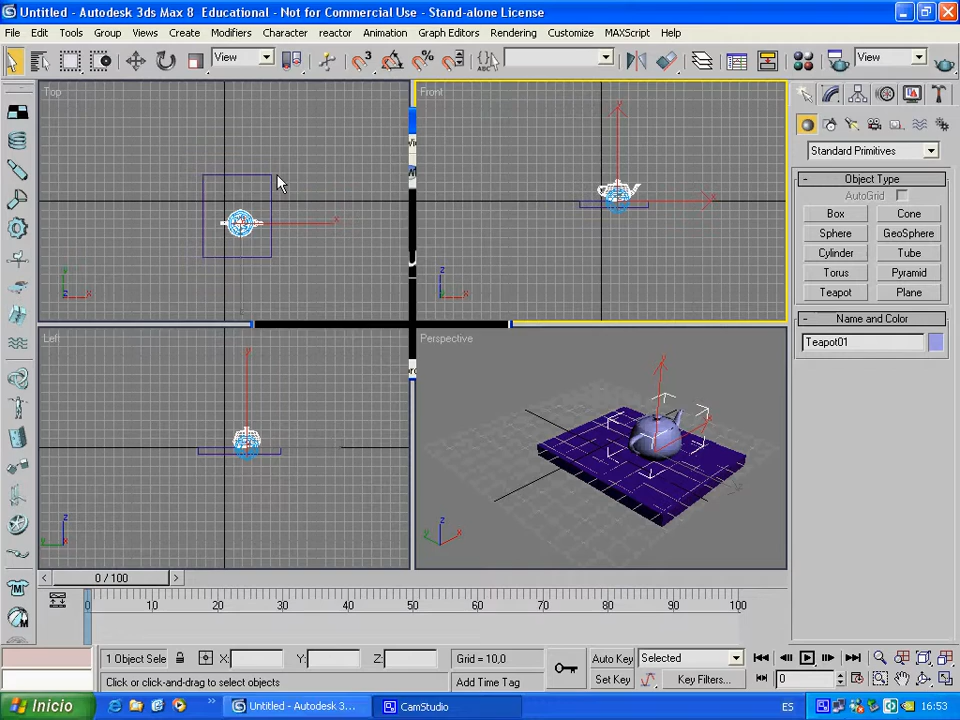 Untitled - Autodesk 3ds Max 8 Educational - Not for Commercial Use - Stand-alone License
File Edit Tools Group Views Create Modifiers Character reactor Animation Graph Editors Rendering Customize MAXScript Help
View
View
Top
Front
Left
Perspective
x
y
x
y
z
x
z
x
z
y
z
y
x
Standard Primitives
Object Type
AutoGrid
Box Cone
Sphere GeoSphere
Cylinder Tube
Torus Pyramid
Teapot Plane
Name and Color
Teapot01
0 / 100
0 10 20 30 40 50 60 70 80 90 100
1 Object Sele X: Y: Z: Grid = 10,0 Auto Key Selected
Click or click-and-drag to select objects Add Time Tag Set Key Key Filters... 0
Inicio Untitled - Autodesk 3d... CamStudio ES 16:53